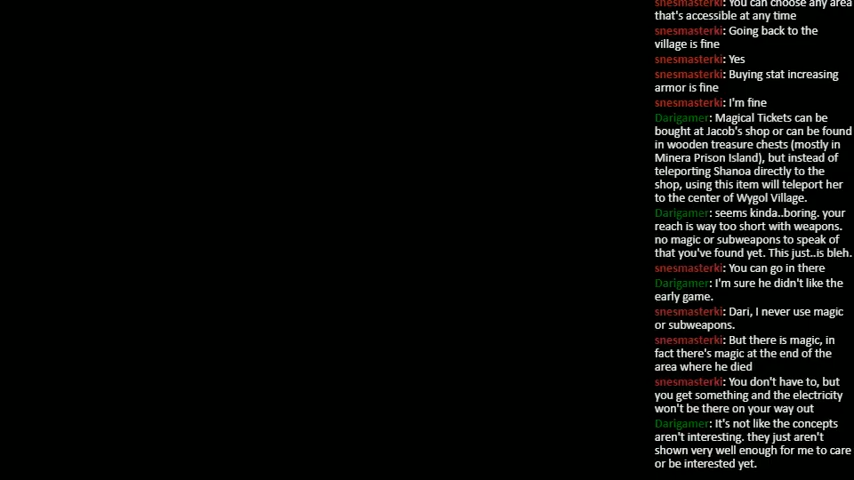 snesmasterki: You can choose any area
that's accessible at any time
snesmasterki: Going back to the
village is fine
snesmasterki: Yes
snesmasterki: Buying stat increasing
armor is fine
snesmasterki: I'm fine
Darigamer: Magical Tickets can be
bought at Jacob's shop or can be found
in wooden treasure chests (mostly in
Minera Prison Island), but instead of
teleporting Shanoa directly to the
shop, using this item will teleport her
to the center of Wygol Village.
Darigamer: seems kinda..boring. your
reach is way too short with weapons.
no magic or subweapons to speak of
that you've found yet. This just..is bleh.
snesmasterki: You can go in there
Darigamer: I'm sure he didn't like the
early game.
snesmasterki: Dari, I never use magic
or subweapons.
snesmasterki: But there is magic, in
fact there's magic at the end of the
area where he died
snesmasterki: You don't have to, but
you get something and the electricity
won't be there on your way out
Darigamer: It's not like the concepts
aren't interesting. they just aren't
shown very well enough for me to care
or be interested yet.